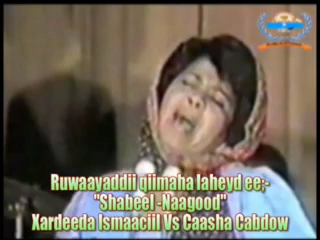 Ruwaayaddii qiimaha laheyd ee;-
"Shabeel -Naagood"
Xardeeda Ismaaciil Vs Caasha Cabdow